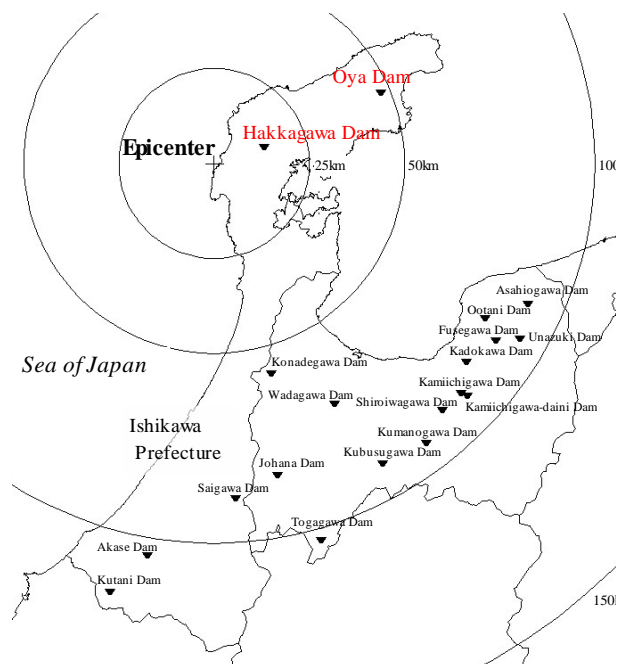 Oya Dam
Hakkagawa Dam
Epicenter
25km
50km
100
Asahiogawa Dam
Ootani Dam
Fusegawa Dam
Unazuki Dam
Kadokawa Dam
Sea of Japan
Konadegawa Dam
Kamiichigawa Dam
Wadagawa Dam
Shiroiwagawa Dam
Kamiichigawa-daini Dam
Ishikawa
Prefecture
Kumanogawa Dam
Kubusugawa Dam
Johana Dam
Saigawa Dam
Togagawa Dam
Akase Dam
Kutani Dam
150k